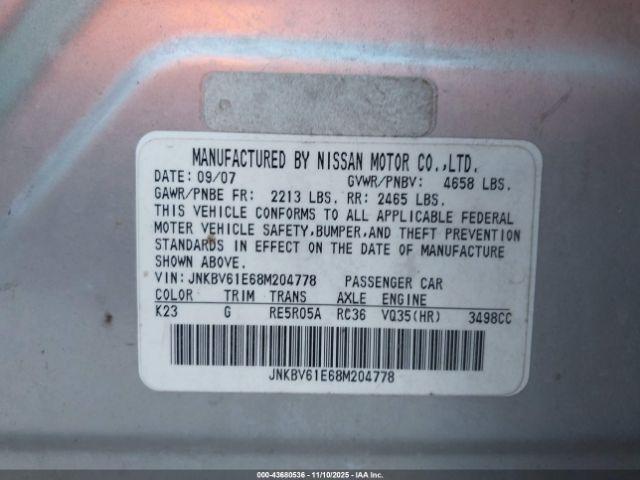 MANUFACTURED BY NISSAN MOTOR CO.,LTD.
DATE: 09/07 GVWR/PNBV: 4658 LBS.
GAWR/PNBE FR: 2213 LBS. RR: 2465 LBS.
THIS VEHICLE CONFORMS TO ALL APPLICABLE FEDERAL
MOTER VEHICLE SAFETY,BUMPER,AND THEFT PREVENTION
STANDARDS IN EFFECT ON THE DATE OF MANUFACTURE
SHOWN ABOVE.
VIN: JNKBV61E68M204778 PASSENGER CAR
COLOR TRIM TRANS AXLE ENGINE
K23 G RE5R05A RC36 VQ35(HR) 3498CC
JNKBV61E68M204778
000-43680536 - 11/10/2025 - IAA Inc.